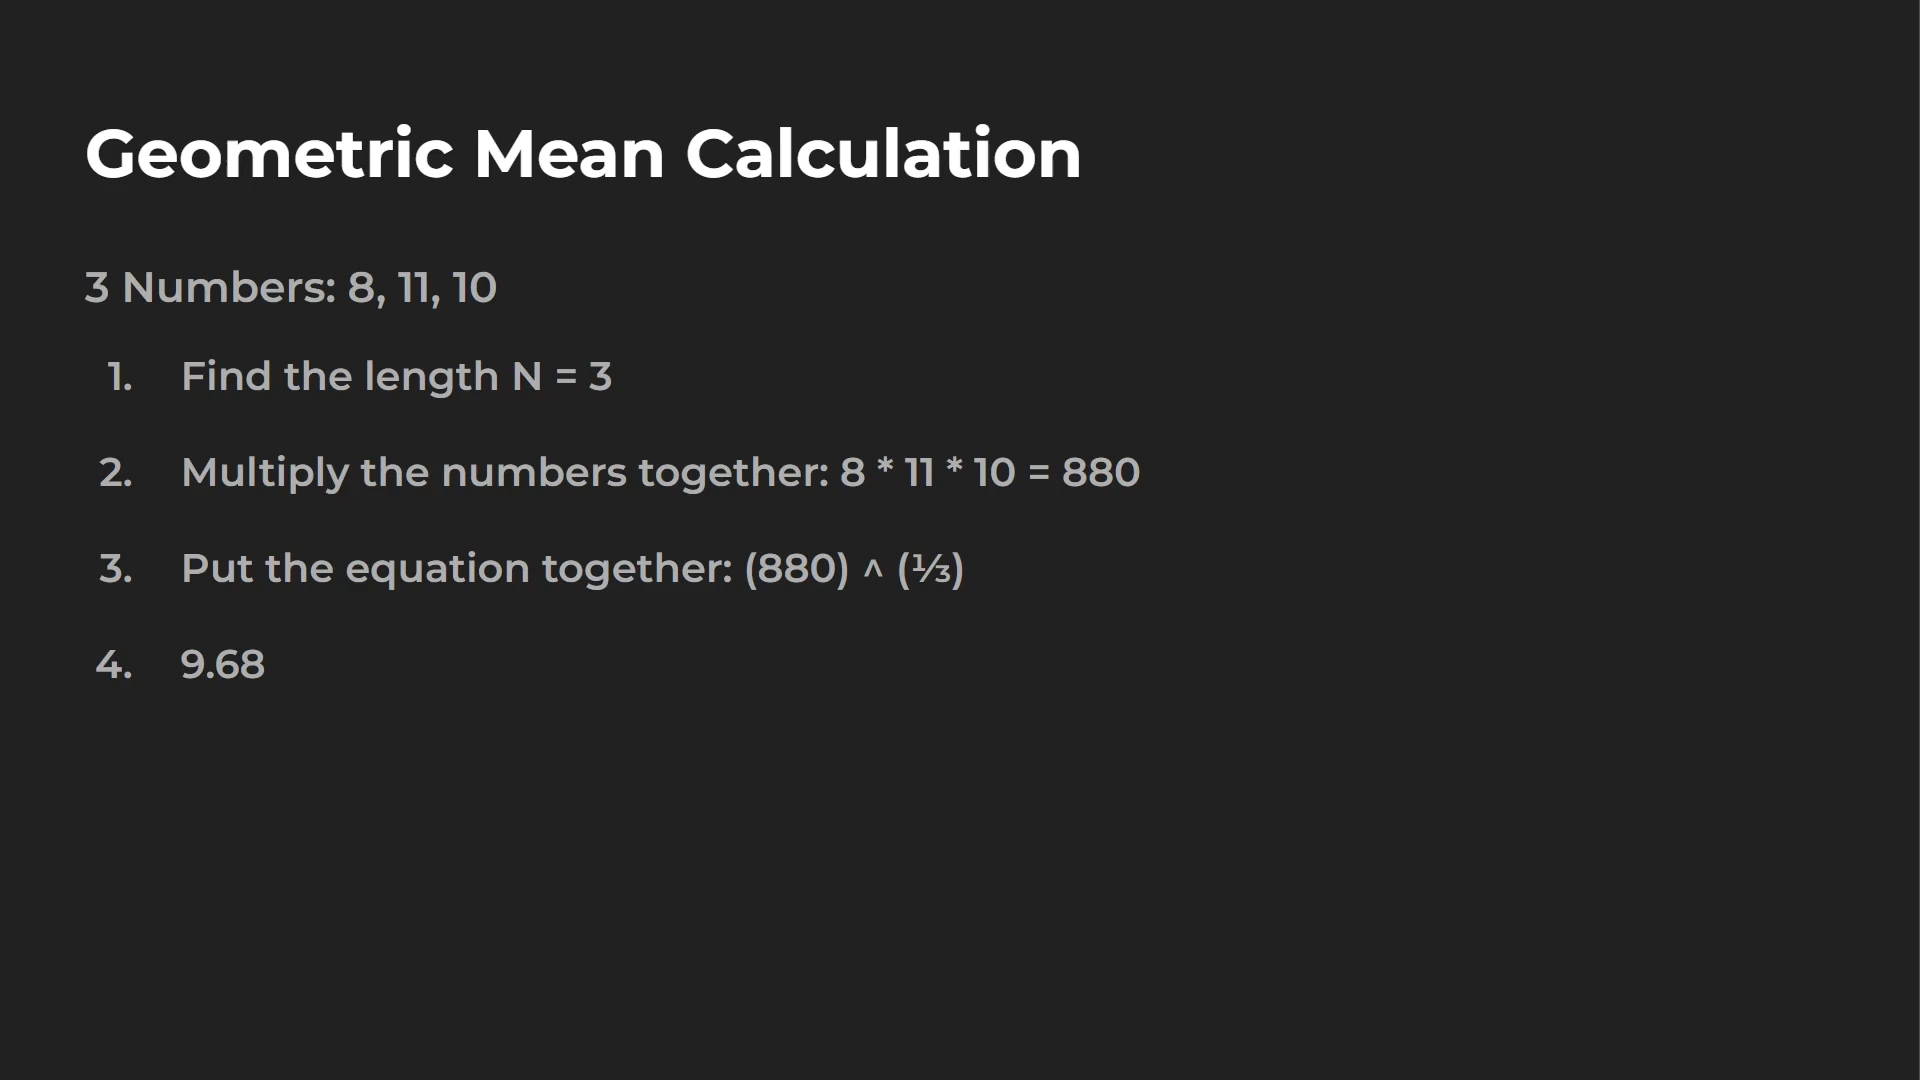 Geometric Mean Calculation
3 Numbers: 8, 11, 10
1. Find the length N = 3
2. Multiply the numbers together: 8 * 11 * 10 = 880
3. Put the equation together: (880) ^ (⅓)
4. 9.68